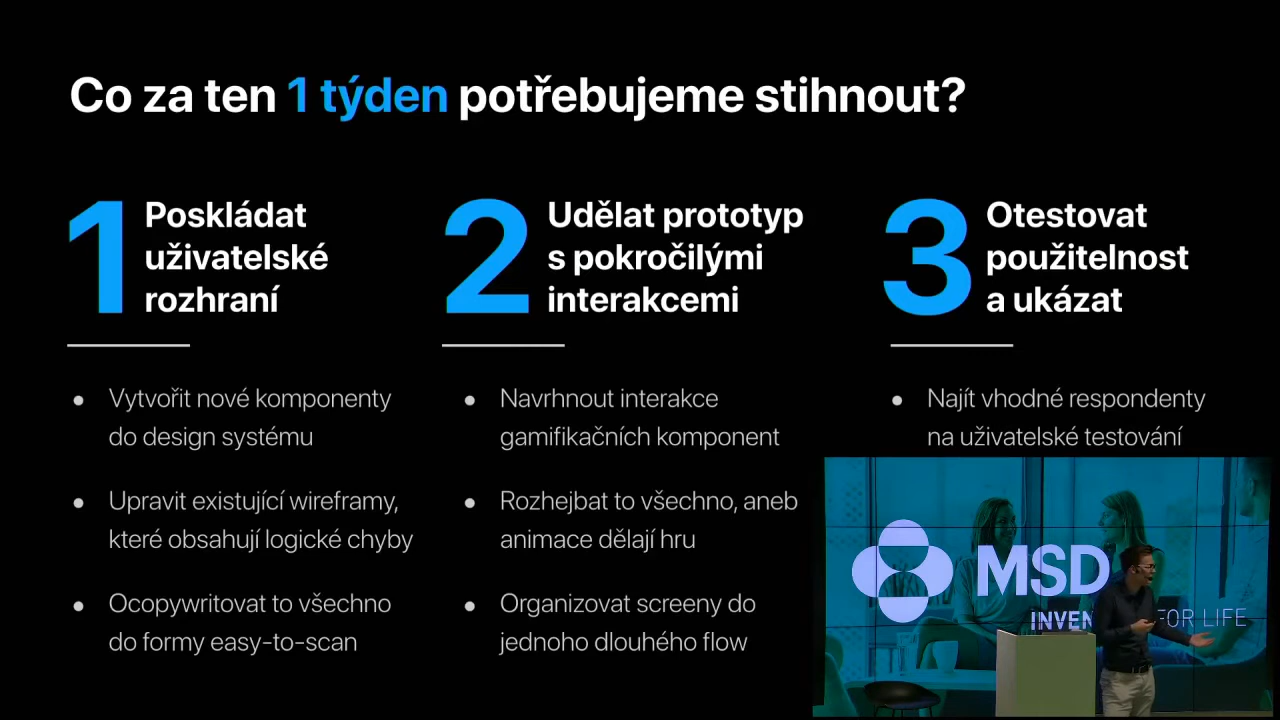 Co za ten 1 týden potřebujeme stihnout?
1
Poskládat
uživatelské
rozhraní
Vytvořit nové komponenty
do design systému
Upravit existující wireframy,
které obsahují logické chyby
Ocopywritovat to všechno
do formy easy-to-scan
2
Udělat prototyp
s pokročilými
interakcemi
Navrhnout interakce
gamifikačních komponent
Rozhejbat to všechno, aneb
animace dělají hru
Organizovat screeny do
jednoho dlouhého flow
3
Otestovat
použitelnost
a ukázat
Najít vhodné respondenty
na uživatelské testování
MSD
INVEN FOR LIFE